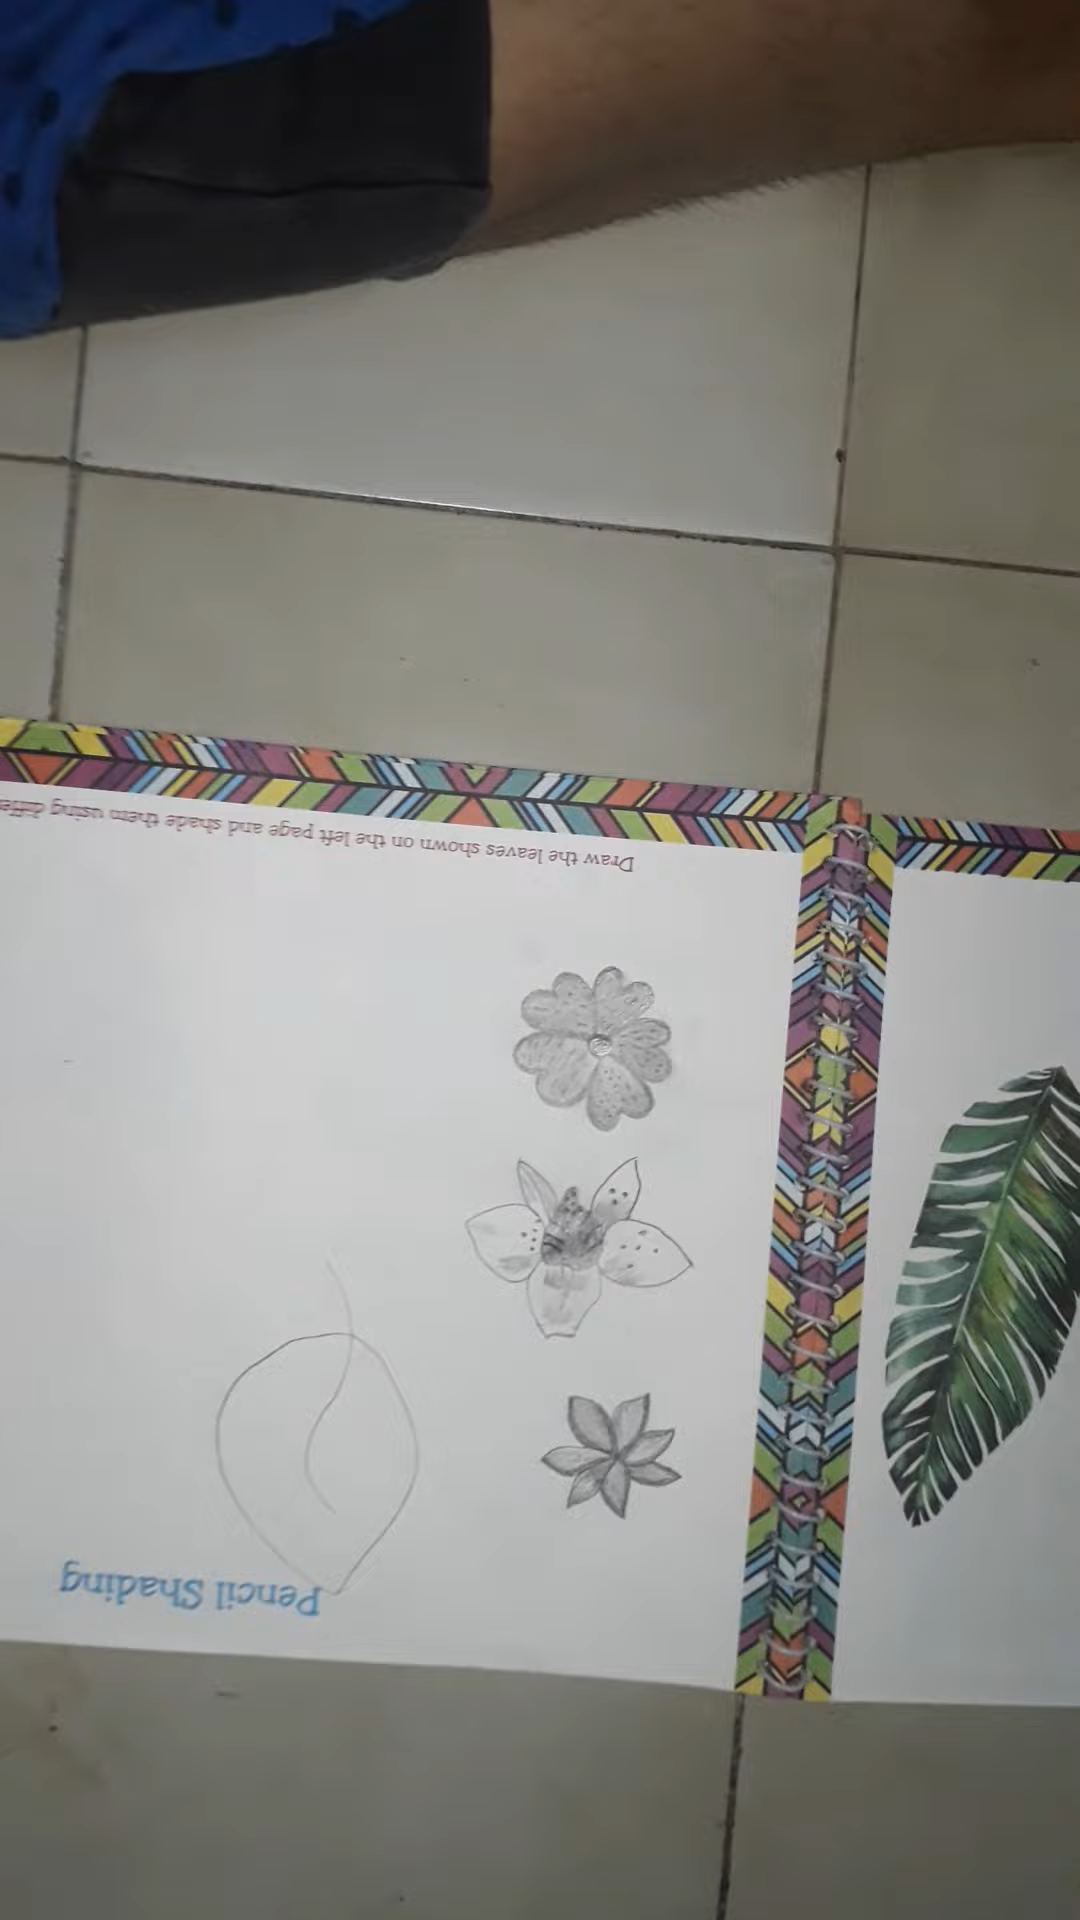 Pencil Shading
Draw the leaves shown on the left page and shade them using